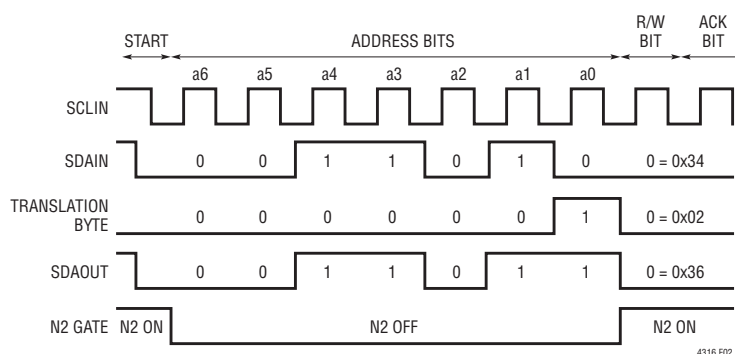 START ADDRESS BITS R/W BIT ACK BIT
a6 a5 a4 a3 a2 a1 a0
SCLIN
SDAIN 0 0 1 1 0 1 0 0 = 0x34
TRANSLATION BYTE 0 0 0 0 0 0 1 0 = 0x02
SDAOUT 0 0 1 1 0 1 1 0 = 0x36
N2 GATE N2 ON N2 OFF N2 ON
4316 F02